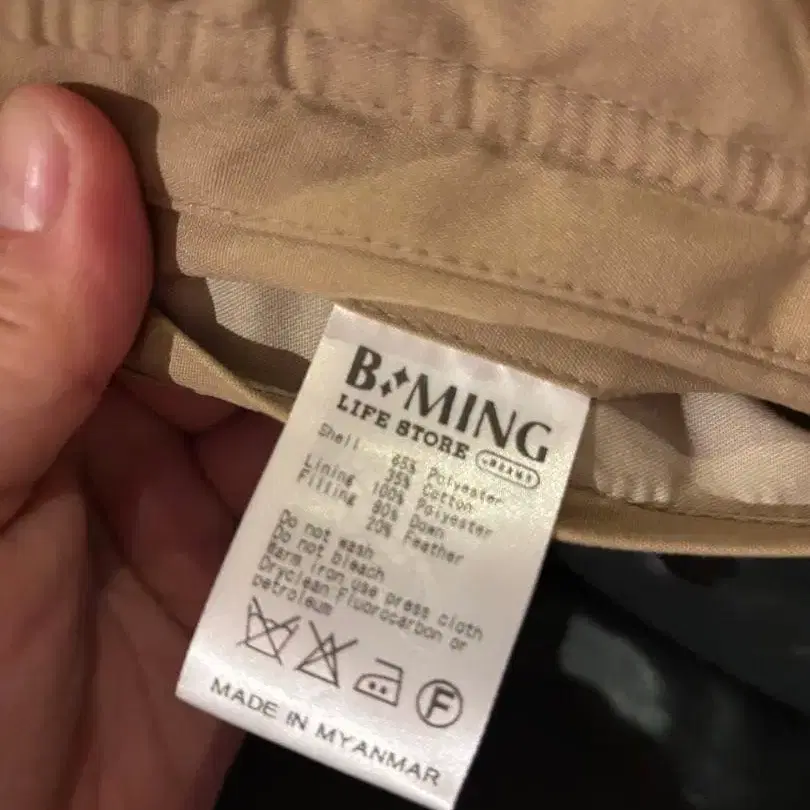 B MING
LIFE STORE BEAMS
Shell 65% Polyester
35% Cotton
Lining 100% Polyester
Filling 80% Down
20% Feather
Do not wash
Do not bleach
Warm iron,use press cloth
Dryclean,Fluorocarbon or
petroleum
F
MADE IN MYANMAR